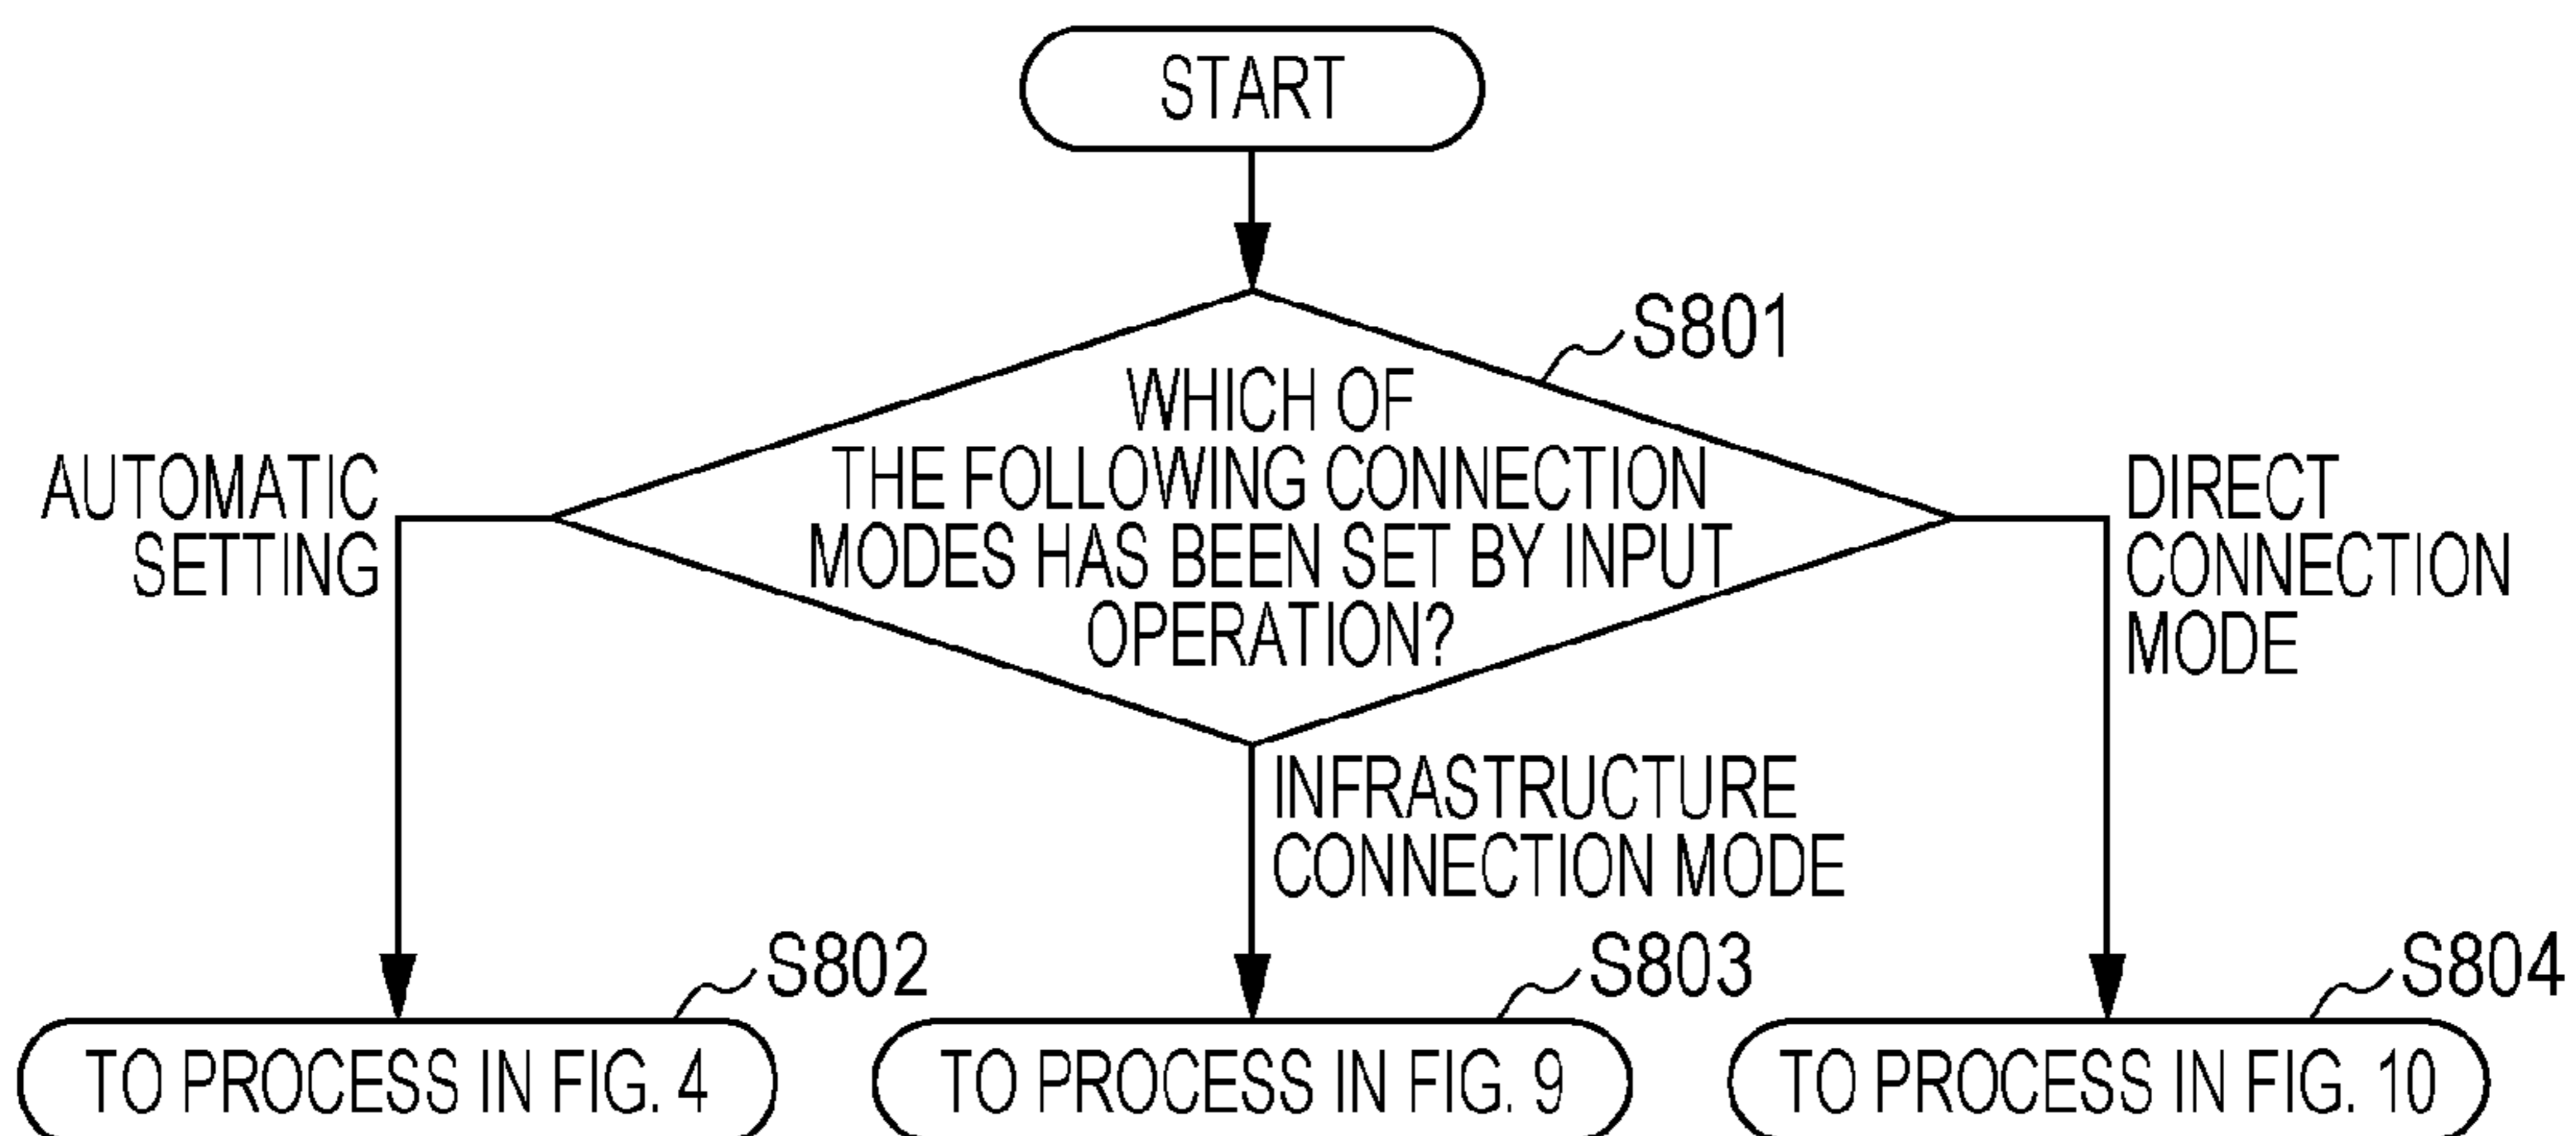 START
S801
WHICH OF
THE FOLLOWING CONNECTION
MODES HAS BEEN SET BY INPUT
OPERATION?
AUTOMATIC
SETTING
DIRECT
CONNECTION
MODE
INFRASTRUCTURE
CONNECTION MODE
S802
S803
S804
TO PROCESS IN FIG. 4
TO PROCESS IN FIG. 9
TO PROCESS IN FIG. 10